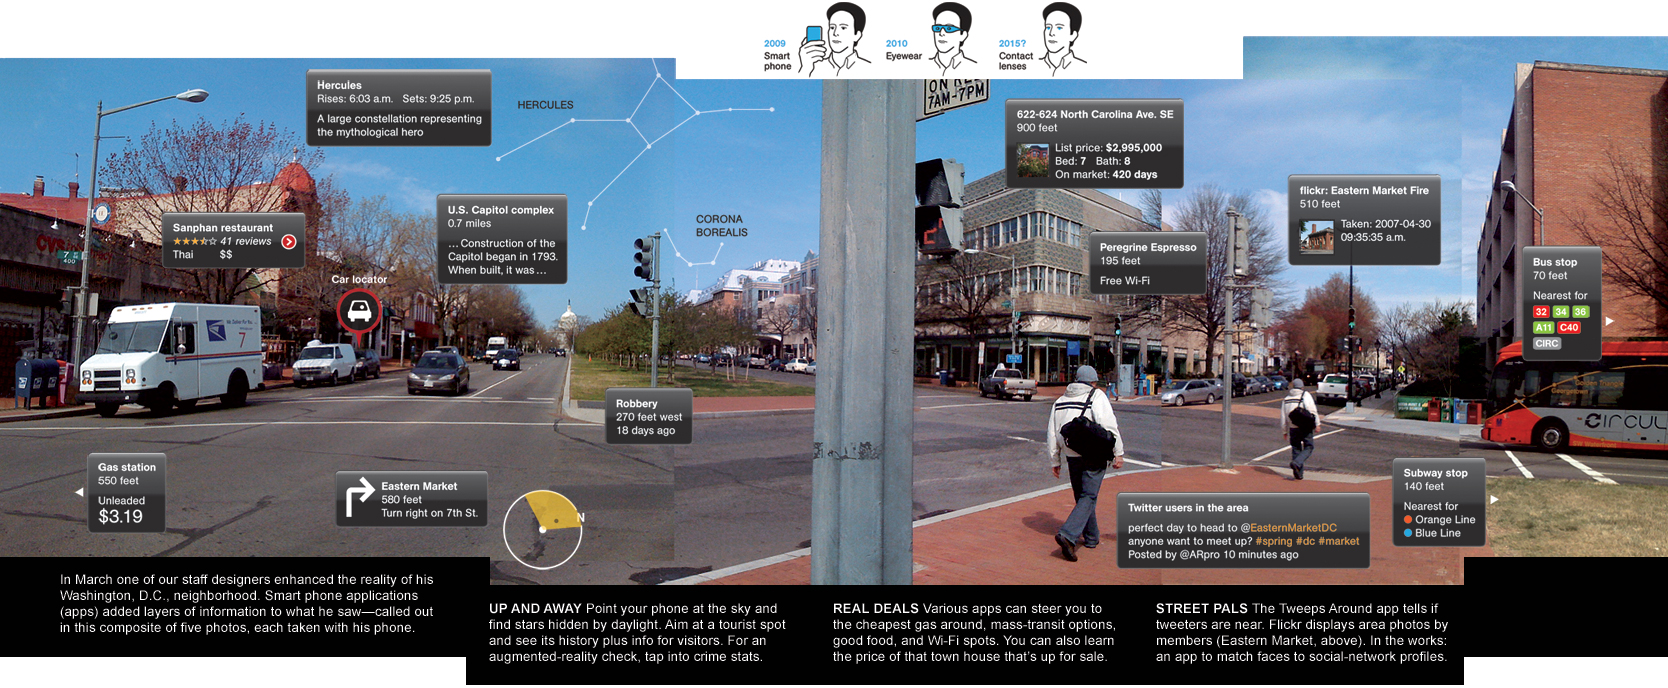 2009
Smart
phone
2010
Eyewear
2015?
Contact
lenses
Hercules
Rises: 6:03 a.m. Sets: 9:25 p.m.
A large constellation representing
the mythological hero
HERCULES
7AM-7PM
622-624 North Carolina Ave. SE
900 feet
List price: $2,995,000
Bed: 7 Bath: 8
On market: 420 days
flickr: Eastern Market Fire
510 feet
Taken: 2007-04-30
09:35:35 a.m.
U.S. Capitol complex
0.7 miles
... Construction of the
Capitol began in 1793.
When built, it was ...
CORONA
BOREALIS
Sanphan restaurant
41 reviews
Thai $$
CVS
7
400
Car locator
7
Peregrine Espresso
195 feet
Free Wi-Fi
Bus stop
70 feet
Nearest for
32 34 36
A11 C40
CIRC
CIRCUL
Robbery
270 feet west
18 days ago
Gas station
550 feet
Unleaded
$3.19
Eastern Market
580 feet
Turn right on 7th St.
N
Twitter users in the area
perfect day to head to @EasternMarketDC
anyone want to meet up? #spring #dc #market
Posted by @ARpro 10 minutes ago
Subway stop
140 feet
Nearest for
Orange Line
Blue Line
In March one of our staff designers enhanced the reality of his
Washington, D.C., neighborhood. Smart phone applications
(apps) added layers of information to what he saw—called out
in this composite of five photos, each taken with his phone.
UP AND AWAY Point your phone at the sky and
find stars hidden by daylight. Aim at a tourist spot
and see its history plus info for visitors. For an
augmented-reality check, tap into crime stats.
REAL DEALS Various apps can steer you to
the cheapest gas around, mass-transit options,
good food, and Wi-Fi spots. You can also learn
the price of that town house that's up for sale.
STREET PALS The Tweeps Around app tells if
tweeters are near. Flickr displays area photos by
members (Eastern Market, above). In the works:
an app to match faces to social-network profiles.